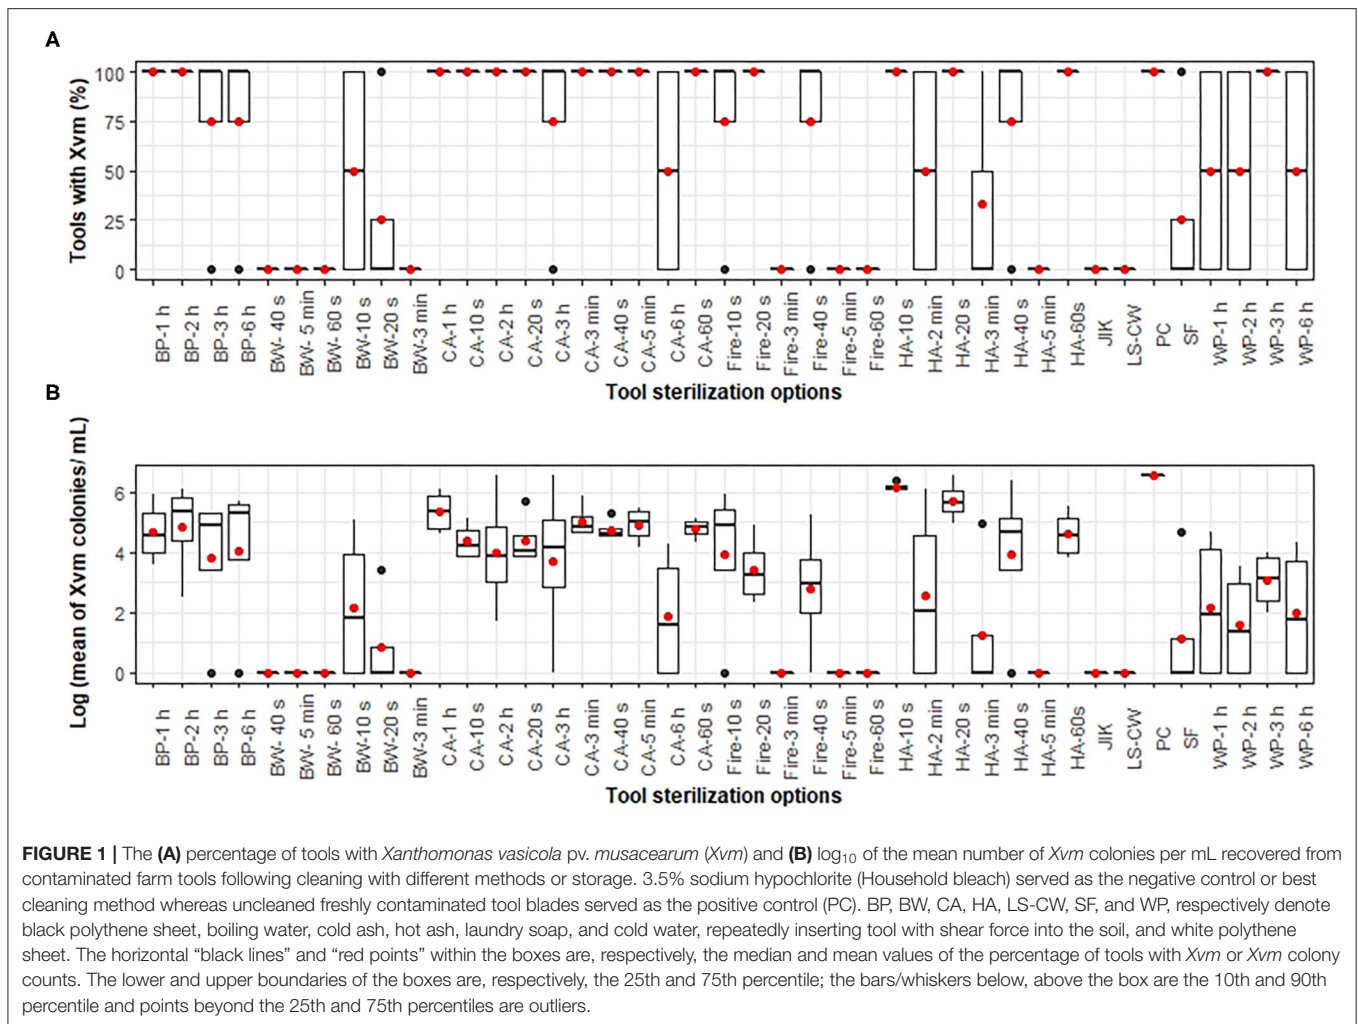 A
Tools with Xvm (%)
100
75
50
25
0
BP-1 h
BP-2 h
BP-3 h
BP-6 h
BW- 40 s
BW- 5 min
BW- 60 s
BW-10 s
BW-20 s
BW-3 min
CA-1 h
CA-10 s
CA-2 h
CA-20 s
CA-3 h
CA-3 min
CA-40 s
CA-5 min
CA-6 h
CA-60 s
Fire-10 s
Fire-20 s
Fire-3 min
Fire-40 s
Fire-5 min
Fire-60 s
HA-10 s
HA-2 min
HA-20 s
HA-3 min
HA-40 s
HA-5 min
HA-60s
JIK
LS-CW
PC
SF
WP-1 h
WP-2 h
WP-3 h
WP-6 h
Tool sterilization options
B
Log (mean of Xvm colonies/ mL)
6
4
2
0
BP-1 h
BP-2 h
BP-3 h
BP-6 h
BW- 40 s
BW- 5 min
BW- 60 s
BW-10 s
BW-20 s
BW-3 min
CA-1 h
CA-10 s
CA-2 h
CA-20 s
CA-3 h
CA-3 min
CA-40 s
CA-5 min
CA-6 h
CA-60 s
Fire-10 s
Fire-20 s
Fire-3 min
Fire-40 s
Fire-5 min
Fire-60 s
HA-10 s
HA-2 min
HA-20 s
HA-3 min
HA-40 s
HA-5 min
HA-60s
JIK
LS-CW
PC
SF
WP-1 h
WP-2 h
WP-3 h
WP-6 h
Tool sterilization options
FIGURE 1 | The (A) percentage of tools with Xanthomonas vasicola pv. musacearum (Xvm) and (B) log10 of the mean number of Xvm colonies per mL recovered from
contaminated farm tools following cleaning with different methods or storage. 3.5% sodium hypochlorite (Household bleach) served as the negative control or best
cleaning method whereas uncleaned freshly contaminated tool blades served as the positive control (PC). BP, BW, CA, HA, LS-CW, SF, and WP, respectively denote
black polythene sheet, boiling water, cold ash, hot ash, laundry soap, and cold water, repeatedly inserting tool with shear force into the soil, and white polythene
sheet. The horizontal “black lines” and “red points” within the boxes are, respectively, the median and mean values of the percentage of tools with Xvm or Xvm colony
counts. The lower and upper boundaries of the boxes are, respectively, the 25th and 75th percentile; the bars/whiskers below, above the box are the 10th and 90th
percentile and points beyond the 25th and 75th percentiles are outliers.